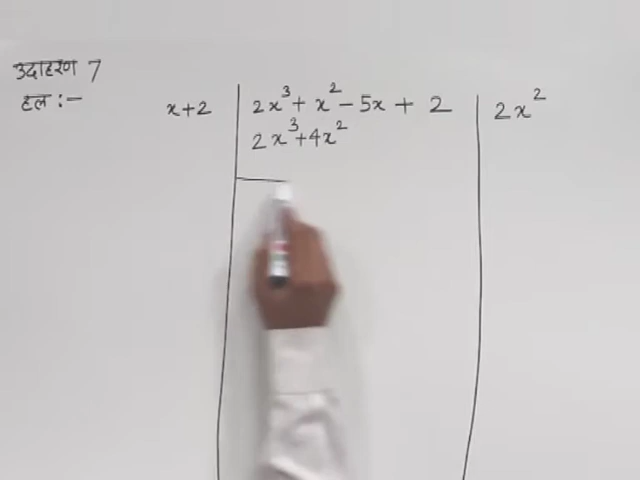 उदाहरण 7
हल :-
x+2 | 2x³ + x² - 5x + 2 | 2x²
2x³+4x²